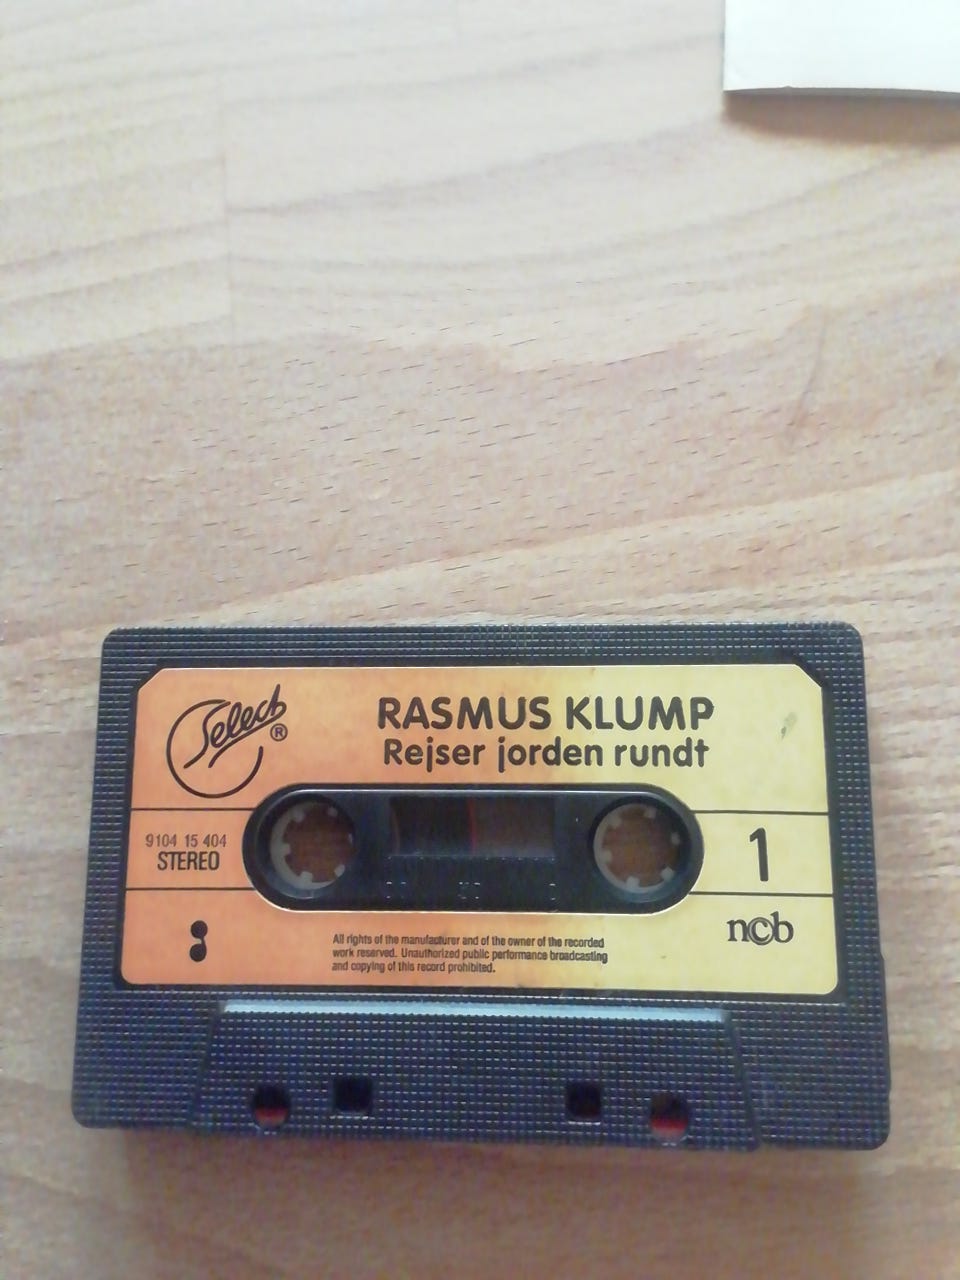 Select ®
RASMUS KLUMP
Rejser jorden rundt
9104 15 404
STEREO
1
ncb
All rights of the manufacturer and of the owner of the recorded
work reserved. Unauthorized public performance broadcasting
and copying of this record prohibited.